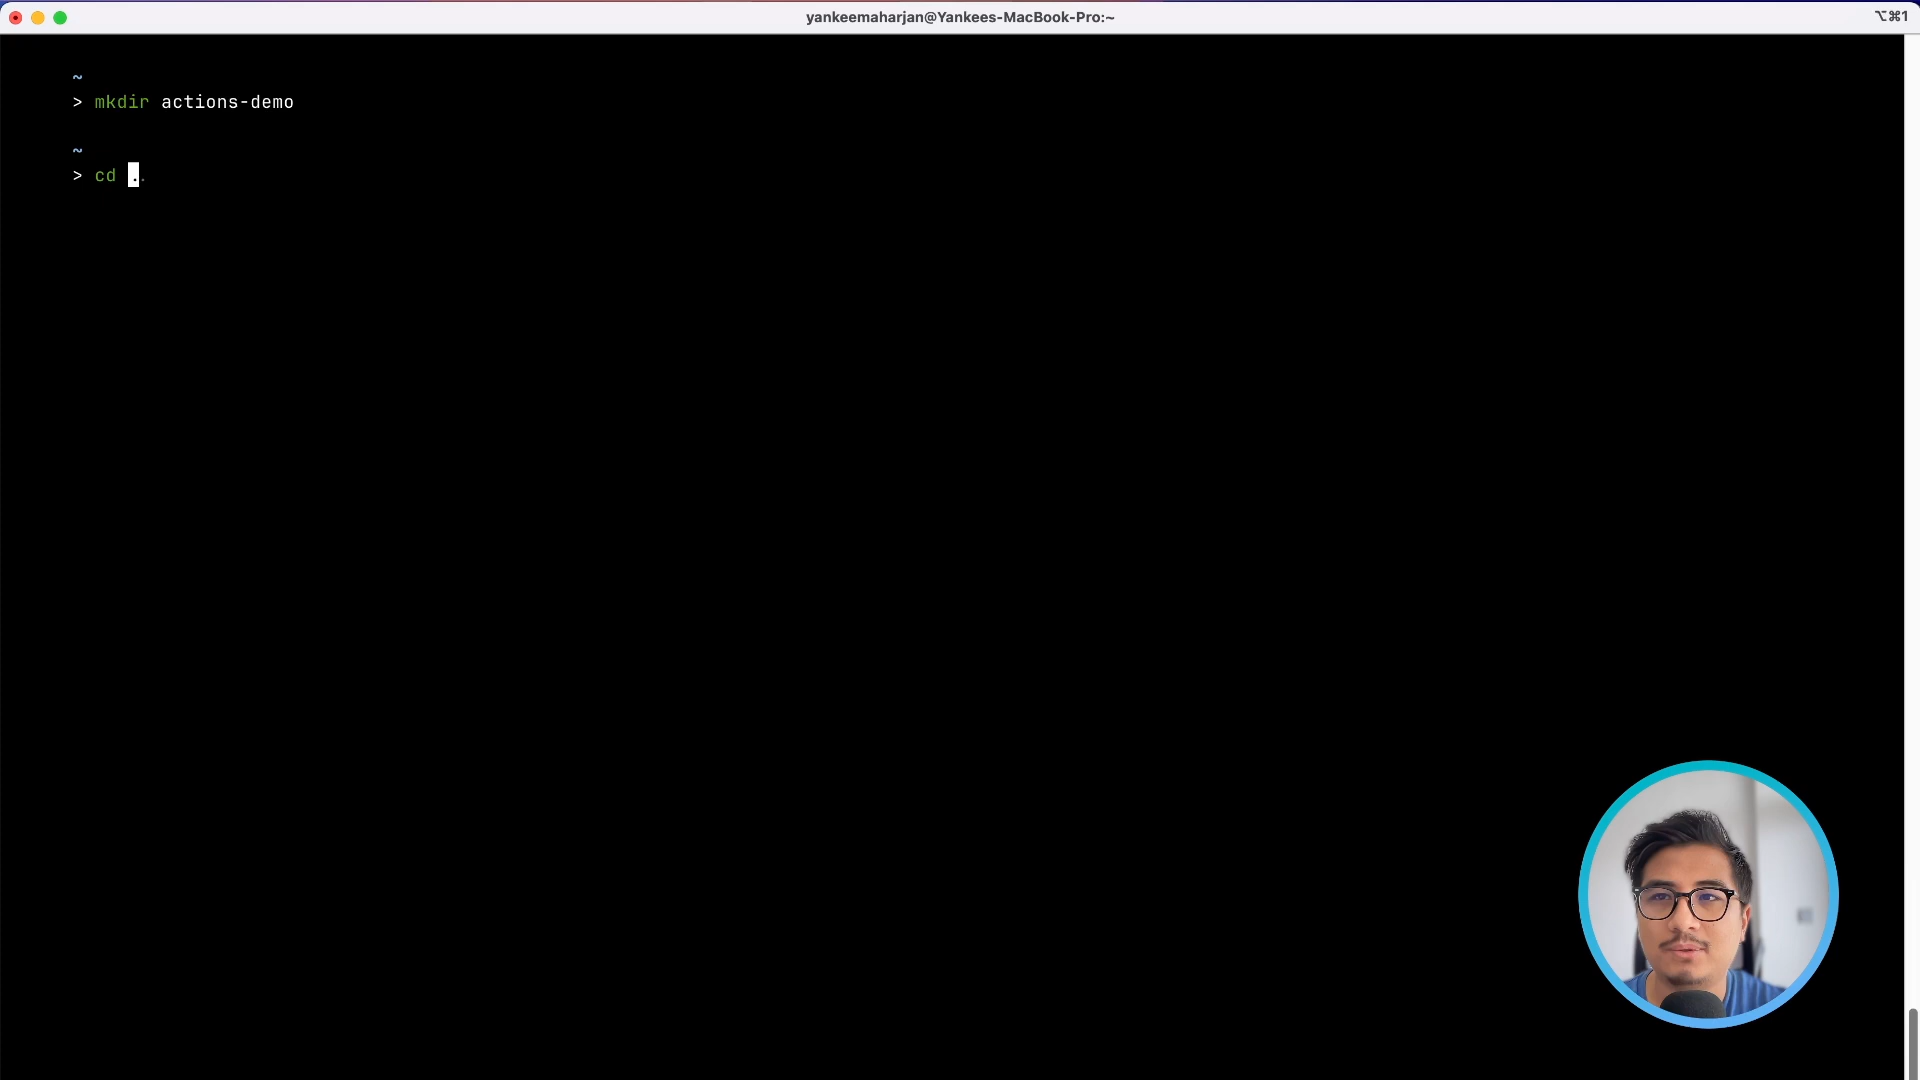 yankeemaharjan@Yankees-MacBook-Pro:~
⌥⌘1
~
> mkdir actions-demo
~
> cd ..